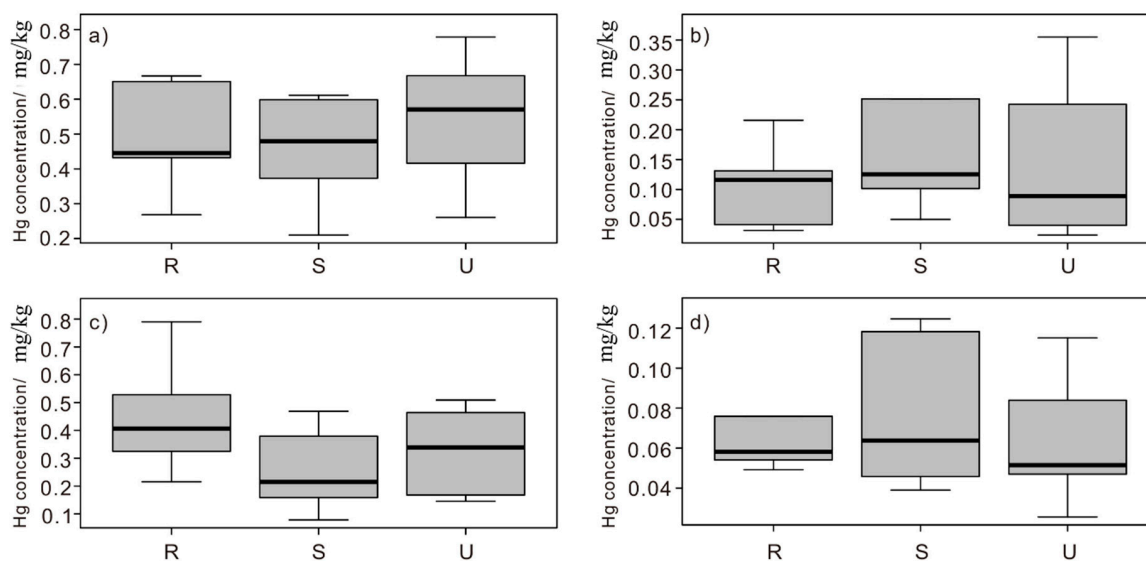 a)
Hg concentration/ mg/kg
0.8
0.7
0.6
0.5
0.4
0.3
0.2
R S U
b)
Hg concentration/ mg/kg
0.35
0.30
0.25
0.20
0.15
0.10
0.05
R S U
c)
Hg concentration/ mg/kg
0.8
0.7
0.6
0.5
0.4
0.3
0.2
0.1
R S U
d)
Hg concentration/ mg/kg
0.12
0.10
0.08
0.06
0.04
R S U